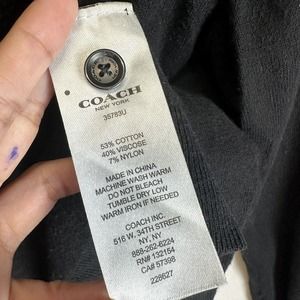 COACH
NEW YORK
35783U
53% COTTON
40% VISCOSE
7% NYLON
MADE IN CHINA
MACHINE WASH WARM
DO NOT BLEACH
TUMBLE DRY LOW
WARM IRON IF NEEDED
COACH INC.
516 W. 34TH STREET
NY, NY
888-262-6224
RN# 132154
CA# 57398
228627